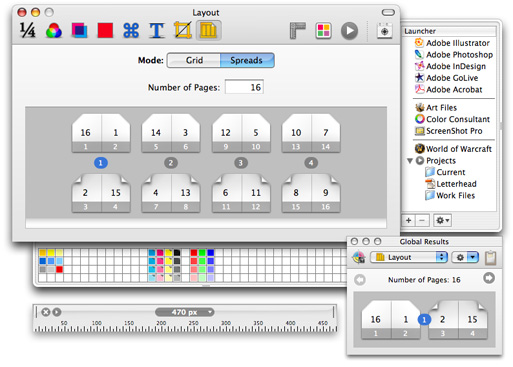 Layout
¼
T
Mode: Grid Spreads
Number of Pages: 16
16 1 14 3 12 5 10 7
1 2 5 6 9 10 13 14
1 2 3 4
2 15 4 13 6 11 8 9
3 4 7 8 11 12 15 16
Launcher
Adobe Illustrator
Adobe Photoshop
Adobe InDesign
Adobe GoLive
Adobe Acrobat
Art Files
Color Consultant
ScreenShot Pro
World of Warcraft
Projects
Current
Letterhead
Work Files
+ −
Global Results
Layout
Number of Pages: 16
16 1 1 2 15
1 2 3 4
470 px
50 100 150 200 250 300 350 400 450